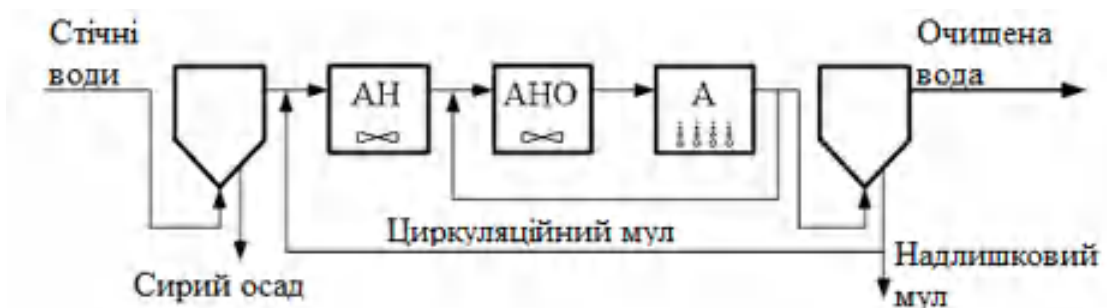 Стічні
води
Очищена
вода
АН
АНО
А
Циркуляційний мул
Сирий осад
Надлишковий
мул